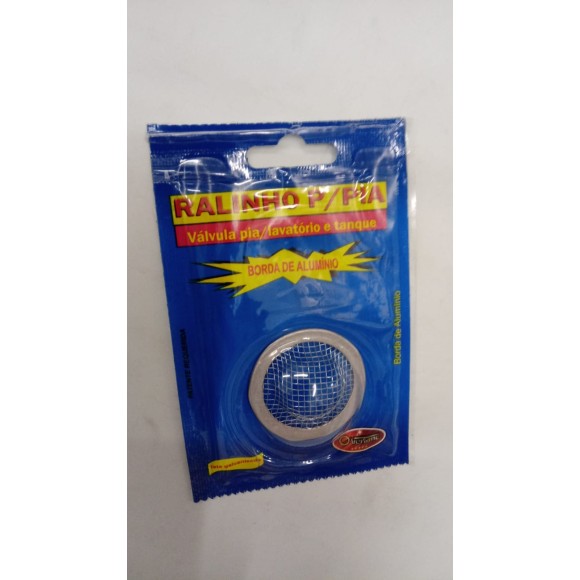 RALINHO P/PIA
Válvula pia/lavatório e tanque
BORDA DE ALUMÍNIO
Borda de Alumínio